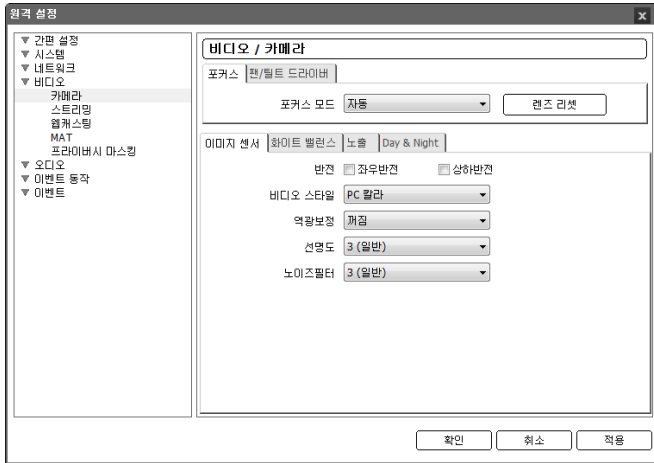 원격 설정
x
▼ 간편 설정
▼ 시스템
▼ 네트워크
▼ 비디오
카메라
스트리밍
웹캐스팅
MAT
프라이버시 마스킹
▼ 오디오
▼ 이벤트 동작
▼ 이벤트
비디오 / 카메라
포커스 팬/틸트 드라이버
포커스 모드 자동 렌즈 리셋
이미지 센서 화이트 밸런스 노출 Day & Night
반전 좌우반전 상하반전
비디오 스타일 PC 칼라
역광보정 꺼짐
선명도 3 (일반)
노이즈필터 3 (일반)
확인 취소 적용